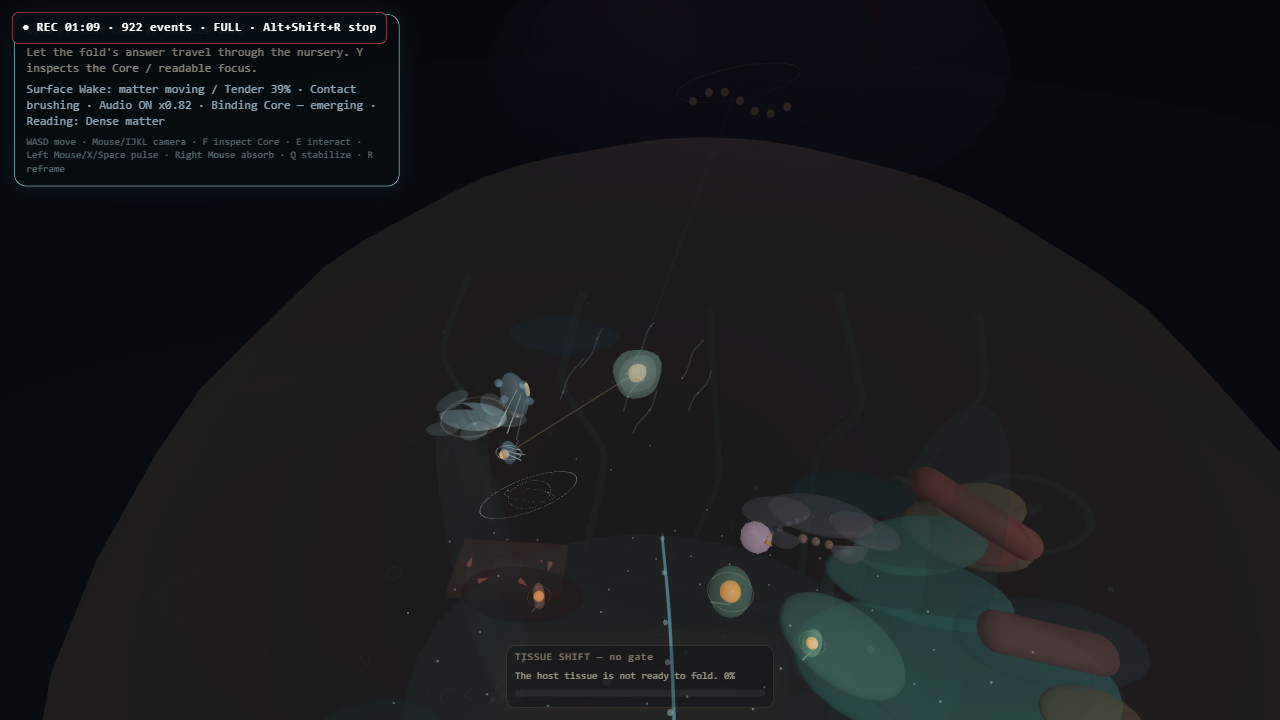 ● REC 01:09 · 922 events · FULL · Alt+Shift+R stop
Let the fold's answer travel through the nursery. Y
inspects the Core / readable focus.
Surface Wake: matter moving / Tender 39% · Contact
brushing · Audio ON x0.82 · Binding Core — emerging ·
Reading: Dense matter
WASD move · Mouse/IJKL camera · F inspect Core · E interact ·
Left Mouse/X/Space pulse · Right Mouse absorb · Q stabilize · R
reframe
TISSUE SHIFT — no gate
The host tissue is not ready to fold. 0%